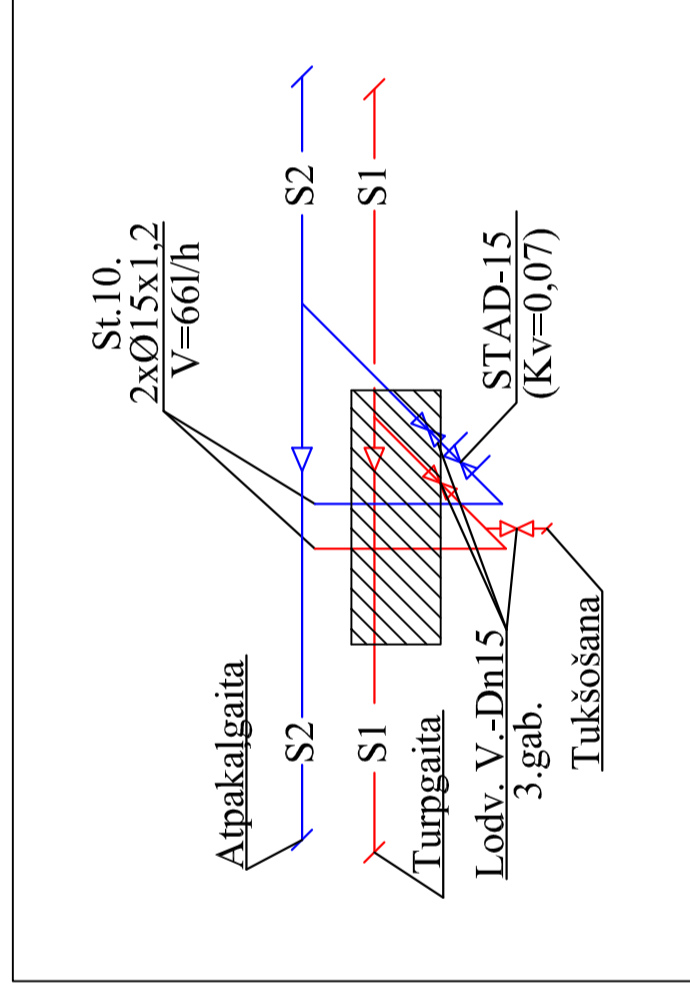 St.10.
2xØ15x1,2
V=66l/h
S2
S1
STAD-15
(Kv=0,07)
Atpakaļgaita
S2
S1
Turpgaita
Lodv. V.-Dn15
3.gab.
Tukšošana